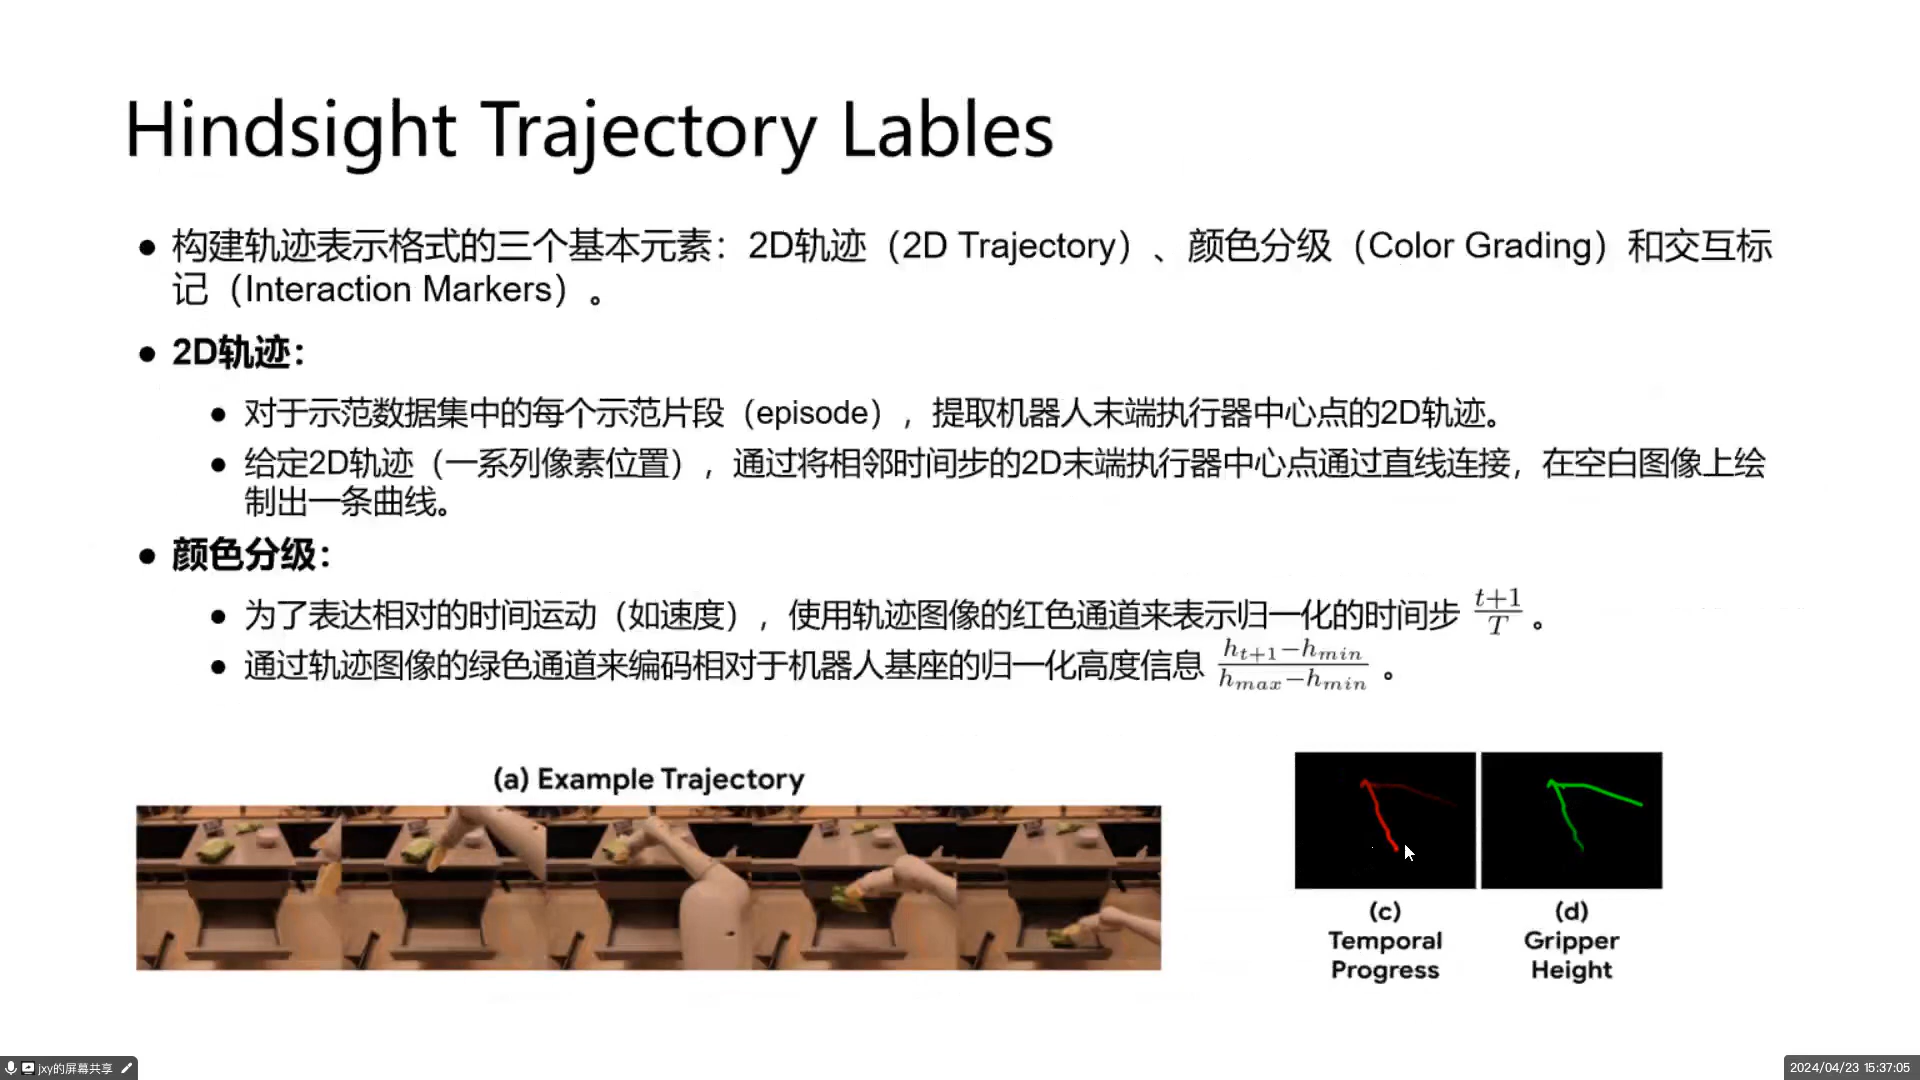 Hindsight Trajectory Lables
● 构建轨迹表示格式的三个基本元素：2D轨迹（2D Trajectory）、颜色分级（Color Grading）和交互标
记（Interaction Markers）。
● 2D轨迹：
● 对于示范数据集中的每个示范片段（episode），提取机器人末端执行器中心点的2D轨迹。
● 给定2D轨迹（一系列像素位置），通过将相邻时间步的2D末端执行器中心点通过直线连接，在空白图像上绘
制出一条曲线。
● 颜色分级：
● 为了表达相对的时间运动（如速度），使用轨迹图像的红色通道来表示归一化的时间步 $\frac{t+1}{T}$ 。
● 通过轨迹图像的绿色通道来编码相对于机器人基座的归一化高度信息 $\frac{h_{t+1}-h_{min}}{h_{max}-h_{min}}$ 。
(a) Example Trajectory
(c)
Temporal
Progress
(d)
Gripper
Height
jxy的屏幕共享
2024/04/23 15:37:05